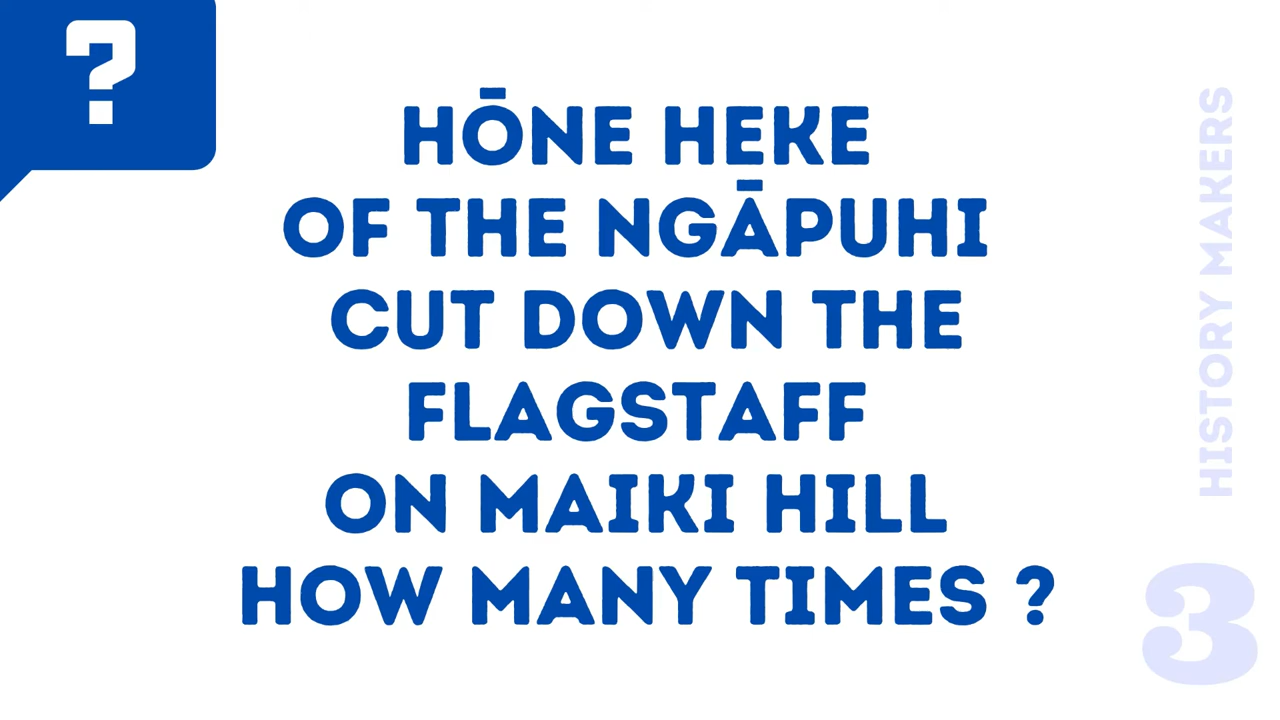 ?
HŌNE HEKE
OF THE NGĀPUHI
CUT DOWN THE
FLAGSTAFF
ON MAIKI HILL
HOW MANY TIMES ?
HISTORY MAKERS
3